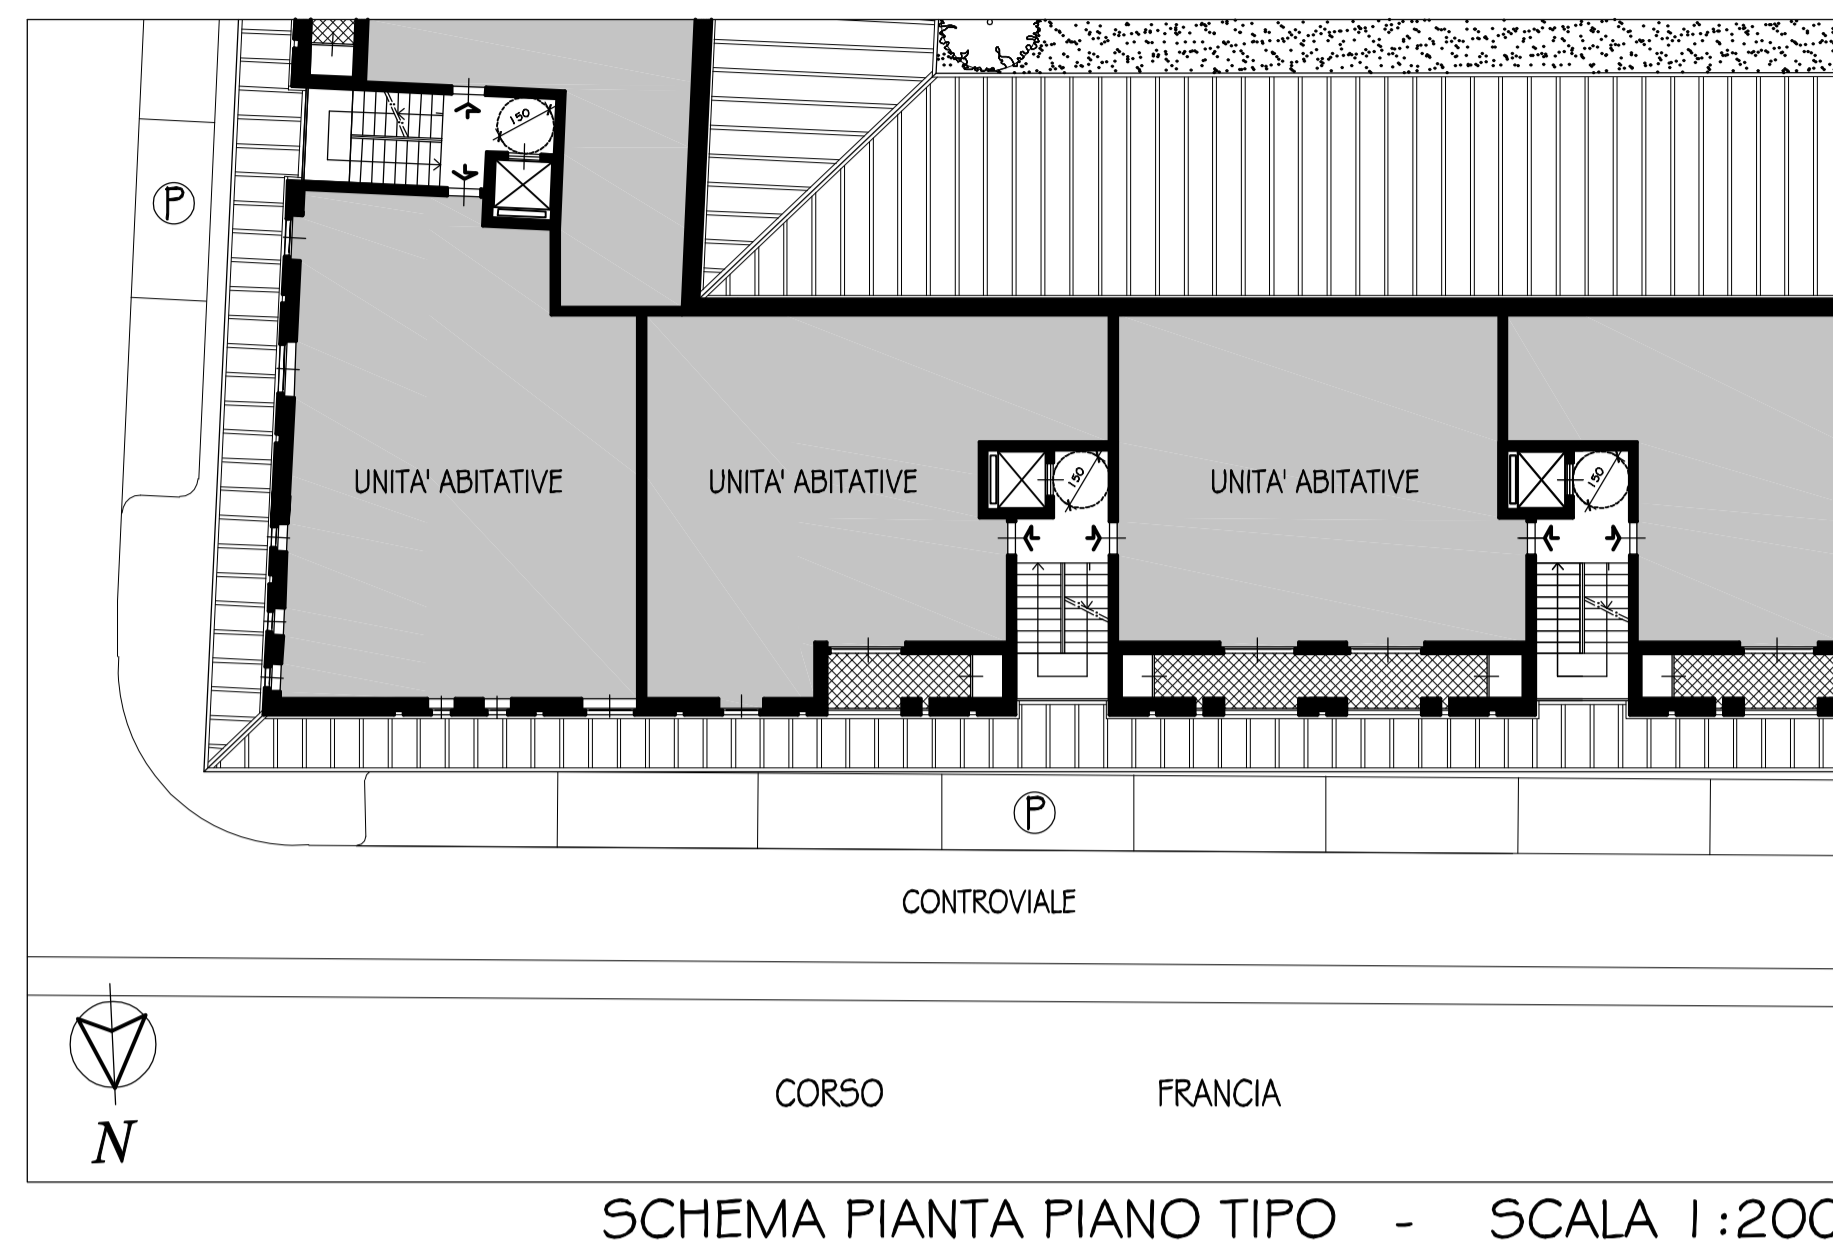 150
P
UNITA' ABITATIVE UNITA' ABITATIVE 150 UNITA' ABITATIVE 150
P
CONTROVIALE
CORSO FRANCIA
N
SCHEMA PIANTA PIANO TIPO - SCALA 1:200